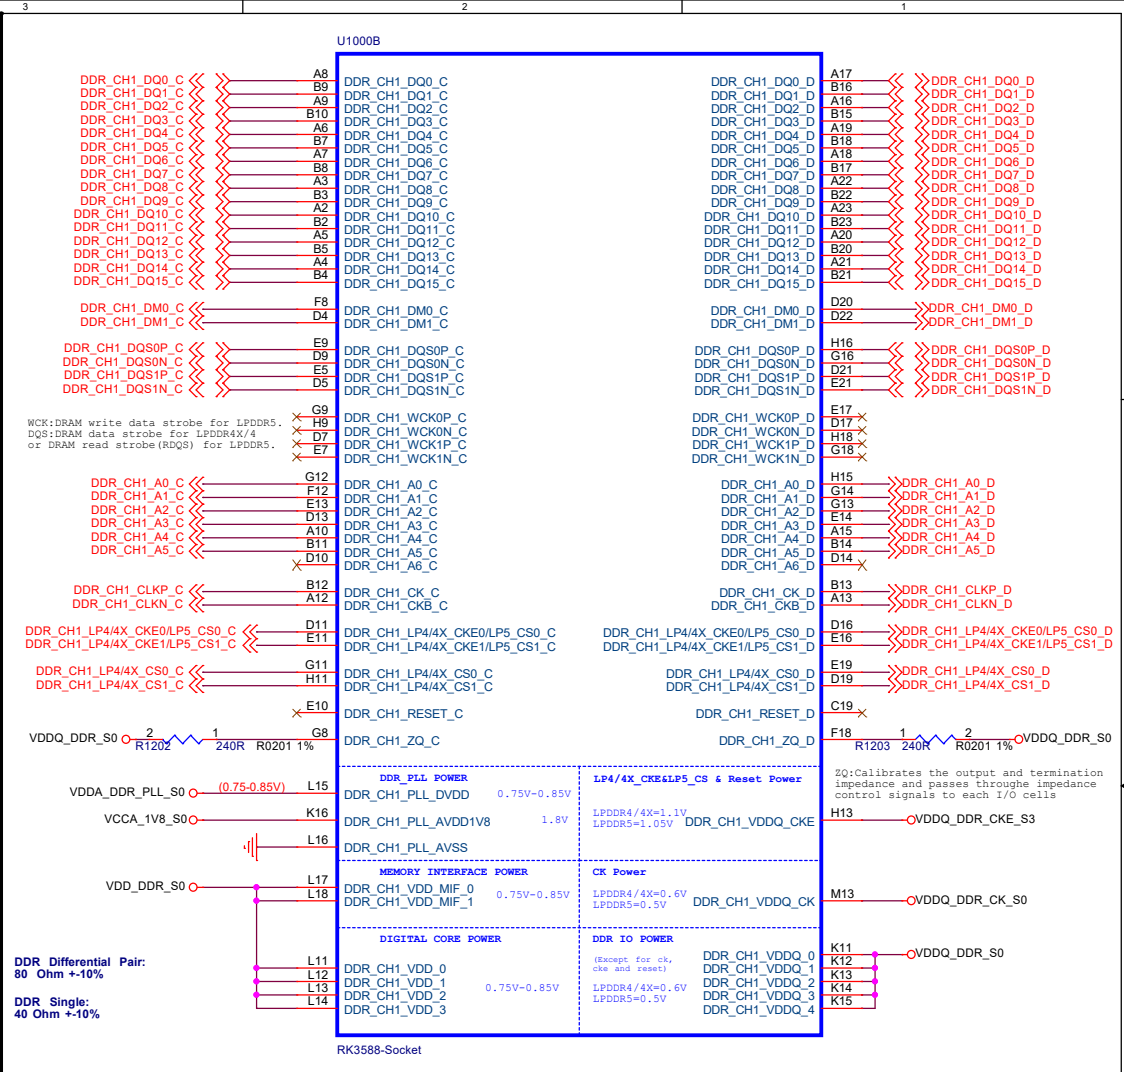 3 2 1
U1000B
DDR_CH1_DQ0_C A8 DDR_CH1_DQ0_C DDR_CH1_DQ0_D A17 DDR_CH1_DQ0_D
DDR_CH1_DQ1_C B9 DDR_CH1_DQ1_C DDR_CH1_DQ1_D B16 DDR_CH1_DQ1_D
DDR_CH1_DQ2_C A9 DDR_CH1_DQ2_C DDR_CH1_DQ2_D A16 DDR_CH1_DQ2_D
DDR_CH1_DQ3_C B10 DDR_CH1_DQ3_C DDR_CH1_DQ3_D B15 DDR_CH1_DQ3_D
DDR_CH1_DQ4_C A6 DDR_CH1_DQ4_C DDR_CH1_DQ4_D A19 DDR_CH1_DQ4_D
DDR_CH1_DQ5_C B7 DDR_CH1_DQ5_C DDR_CH1_DQ5_D B18 DDR_CH1_DQ5_D
DDR_CH1_DQ6_C A7 DDR_CH1_DQ6_C DDR_CH1_DQ6_D A18 DDR_CH1_DQ6_D
DDR_CH1_DQ7_C B8 DDR_CH1_DQ7_C DDR_CH1_DQ7_D B17 DDR_CH1_DQ7_D
DDR_CH1_DQ8_C A3 DDR_CH1_DQ8_C DDR_CH1_DQ8_D A22 DDR_CH1_DQ8_D
DDR_CH1_DQ9_C B3 DDR_CH1_DQ9_C DDR_CH1_DQ9_D B22 DDR_CH1_DQ9_D
DDR_CH1_DQ10_C A2 DDR_CH1_DQ10_C DDR_CH1_DQ10_D A23 DDR_CH1_DQ10_D
DDR_CH1_DQ11_C B2 DDR_CH1_DQ11_C DDR_CH1_DQ11_D B23 DDR_CH1_DQ11_D
DDR_CH1_DQ12_C A5 DDR_CH1_DQ12_C DDR_CH1_DQ12_D A20 DDR_CH1_DQ12_D
DDR_CH1_DQ13_C B5 DDR_CH1_DQ13_C DDR_CH1_DQ13_D B20 DDR_CH1_DQ13_D
DDR_CH1_DQ14_C A4 DDR_CH1_DQ14_C DDR_CH1_DQ14_D A21 DDR_CH1_DQ14_D
DDR_CH1_DQ15_C B4 DDR_CH1_DQ15_C DDR_CH1_DQ15_D B21 DDR_CH1_DQ15_D
DDR_CH1_DM0_C F8 DDR_CH1_DM0_C DDR_CH1_DM0_D D20 DDR_CH1_DM0_D
DDR_CH1_DM1_C D4 DDR_CH1_DM1_C DDR_CH1_DM1_D D22 DDR_CH1_DM1_D
DDR_CH1_DQS0P_C E9 DDR_CH1_DQS0P_C DDR_CH1_DQS0P_D H16 DDR_CH1_DQS0P_D
DDR_CH1_DQS0N_C D9 DDR_CH1_DQS0N_C DDR_CH1_DQS0N_D G16 DDR_CH1_DQS0N_D
DDR_CH1_DQS1P_C E5 DDR_CH1_DQS1P_C DDR_CH1_DQS1P_D D21 DDR_CH1_DQS1P_D
DDR_CH1_DQS1N_C D5 DDR_CH1_DQS1N_C DDR_CH1_DQS1N_D E21 DDR_CH1_DQS1N_D
WCK:DRAM write data strobe for LPDDR5.
DQS:DRAM data strobe for LPDDR4X/4
or DRAM read strobe(RDQS) for LPDDR5.
G9 DDR_CH1_WCK0P_C DDR_CH1_WCK0P_D E17
H9 DDR_CH1_WCK0N_C DDR_CH1_WCK0N_D D17
D7 DDR_CH1_WCK1P_C DDR_CH1_WCK1P_D H18
E7 DDR_CH1_WCK1N_C DDR_CH1_WCK1N_D G18
DDR_CH1_A0_C G12 DDR_CH1_A0_C DDR_CH1_A0_D H15 DDR_CH1_A0_D
DDR_CH1_A1_C F12 DDR_CH1_A1_C DDR_CH1_A1_D G14 DDR_CH1_A1_D
DDR_CH1_A2_C E13 DDR_CH1_A2_C DDR_CH1_A2_D G13 DDR_CH1_A2_D
DDR_CH1_A3_C D13 DDR_CH1_A3_C DDR_CH1_A3_D E14 DDR_CH1_A3_D
DDR_CH1_A4_C A10 DDR_CH1_A4_C DDR_CH1_A4_D A15 DDR_CH1_A4_D
DDR_CH1_A5_C B11 DDR_CH1_A5_C DDR_CH1_A5_D B14 DDR_CH1_A5_D
D10 DDR_CH1_A6_C DDR_CH1_A6_D D14
DDR_CH1_CLKP_C B12 DDR_CH1_CK_C DDR_CH1_CK_D B13 DDR_CH1_CLKP_D
DDR_CH1_CLKN_C A12 DDR_CH1_CKB_C DDR_CH1_CKB_D A13 DDR_CH1_CLKN_D
DDR_CH1_LP4/4X_CKE0/LP5_CS0_C D11 DDR_CH1_LP4/4X_CKE0/LP5_CS0_C DDR_CH1_LP4/4X_CKE0/LP5_CS0_D D16 DDR_CH1_LP4/4X_CKE0/LP5_CS0_D
DDR_CH1_LP4/4X_CKE1/LP5_CS1_C E11 DDR_CH1_LP4/4X_CKE1/LP5_CS1_C DDR_CH1_LP4/4X_CKE1/LP5_CS1_D E16 DDR_CH1_LP4/4X_CKE1/LP5_CS1_D
DDR_CH1_LP4/4X_CS0_C G11 DDR_CH1_LP4/4X_CS0_C DDR_CH1_LP4/4X_CS0_D E19 DDR_CH1_LP4/4X_CS0_D
DDR_CH1_LP4/4X_CS1_C H11 DDR_CH1_LP4/4X_CS1_C DDR_CH1_LP4/4X_CS1_D D19 DDR_CH1_LP4/4X_CS1_D
E10 DDR_CH1_RESET_C DDR_CH1_RESET_D C19
VDDQ_DDR_S0 2 1 G8 DDR_CH1_ZQ_C DDR_CH1_ZQ_D F18 1 2 VDDQ_DDR_S0
R1202 240R R0201 1% R1203 240R R0201 1%
DDR_PLL POWER LP4/4X_CKE&LP5_CS & Reset Power
ZQ:Calibrates the output and termination
impedance and passes throughe impedance
control signals to each I/O cells
VDDA_DDR_PLL_S0 (0.75-0.85V) L15 DDR_CH1_PLL_DVDD 0.75V-0.85V
VCCA_1V8_S0 K16 DDR_CH1_PLL_AVDD1V8 1.8V LPDDR4/4X=1.1V
LPDDR5=1.05V DDR_CH1_VDDQ_CKE H13 VDDQ_DDR_CKE_S3
L16 DDR_CH1_PLL_AVSS
MEMORY INTERFACE POWER CK Power
VDD_DDR_S0 L17 DDR_CH1_VDD_MIF_0 0.75V-0.85V LPDDR4/4X=0.6V
L18 DDR_CH1_VDD_MIF_1 LPDDR5=0.5V DDR_CH1_VDDQ_CK M13 VDDQ_DDR_CK_S0
DIGITAL CORE POWER DDR IO POWER
(Except for ck,
cke and reset)
LPDDR4/4X=0.6V
LPDDR5=0.5V
DDR_CH1_VDDQ_0 K11 VDDQ_DDR_S0
DDR_CH1_VDDQ_1 K12
DDR_CH1_VDDQ_2 K13
DDR_CH1_VDDQ_3 K14
DDR_CH1_VDDQ_4 K15
L11 DDR_CH1_VDD_0
L12 DDR_CH1_VDD_1
L13 DDR_CH1_VDD_2 0.75V-0.85V
L14 DDR_CH1_VDD_3
DDR Differential Pair:
80 Ohm +-10%
DDR Single:
40 Ohm +-10%
RK3588-Socket